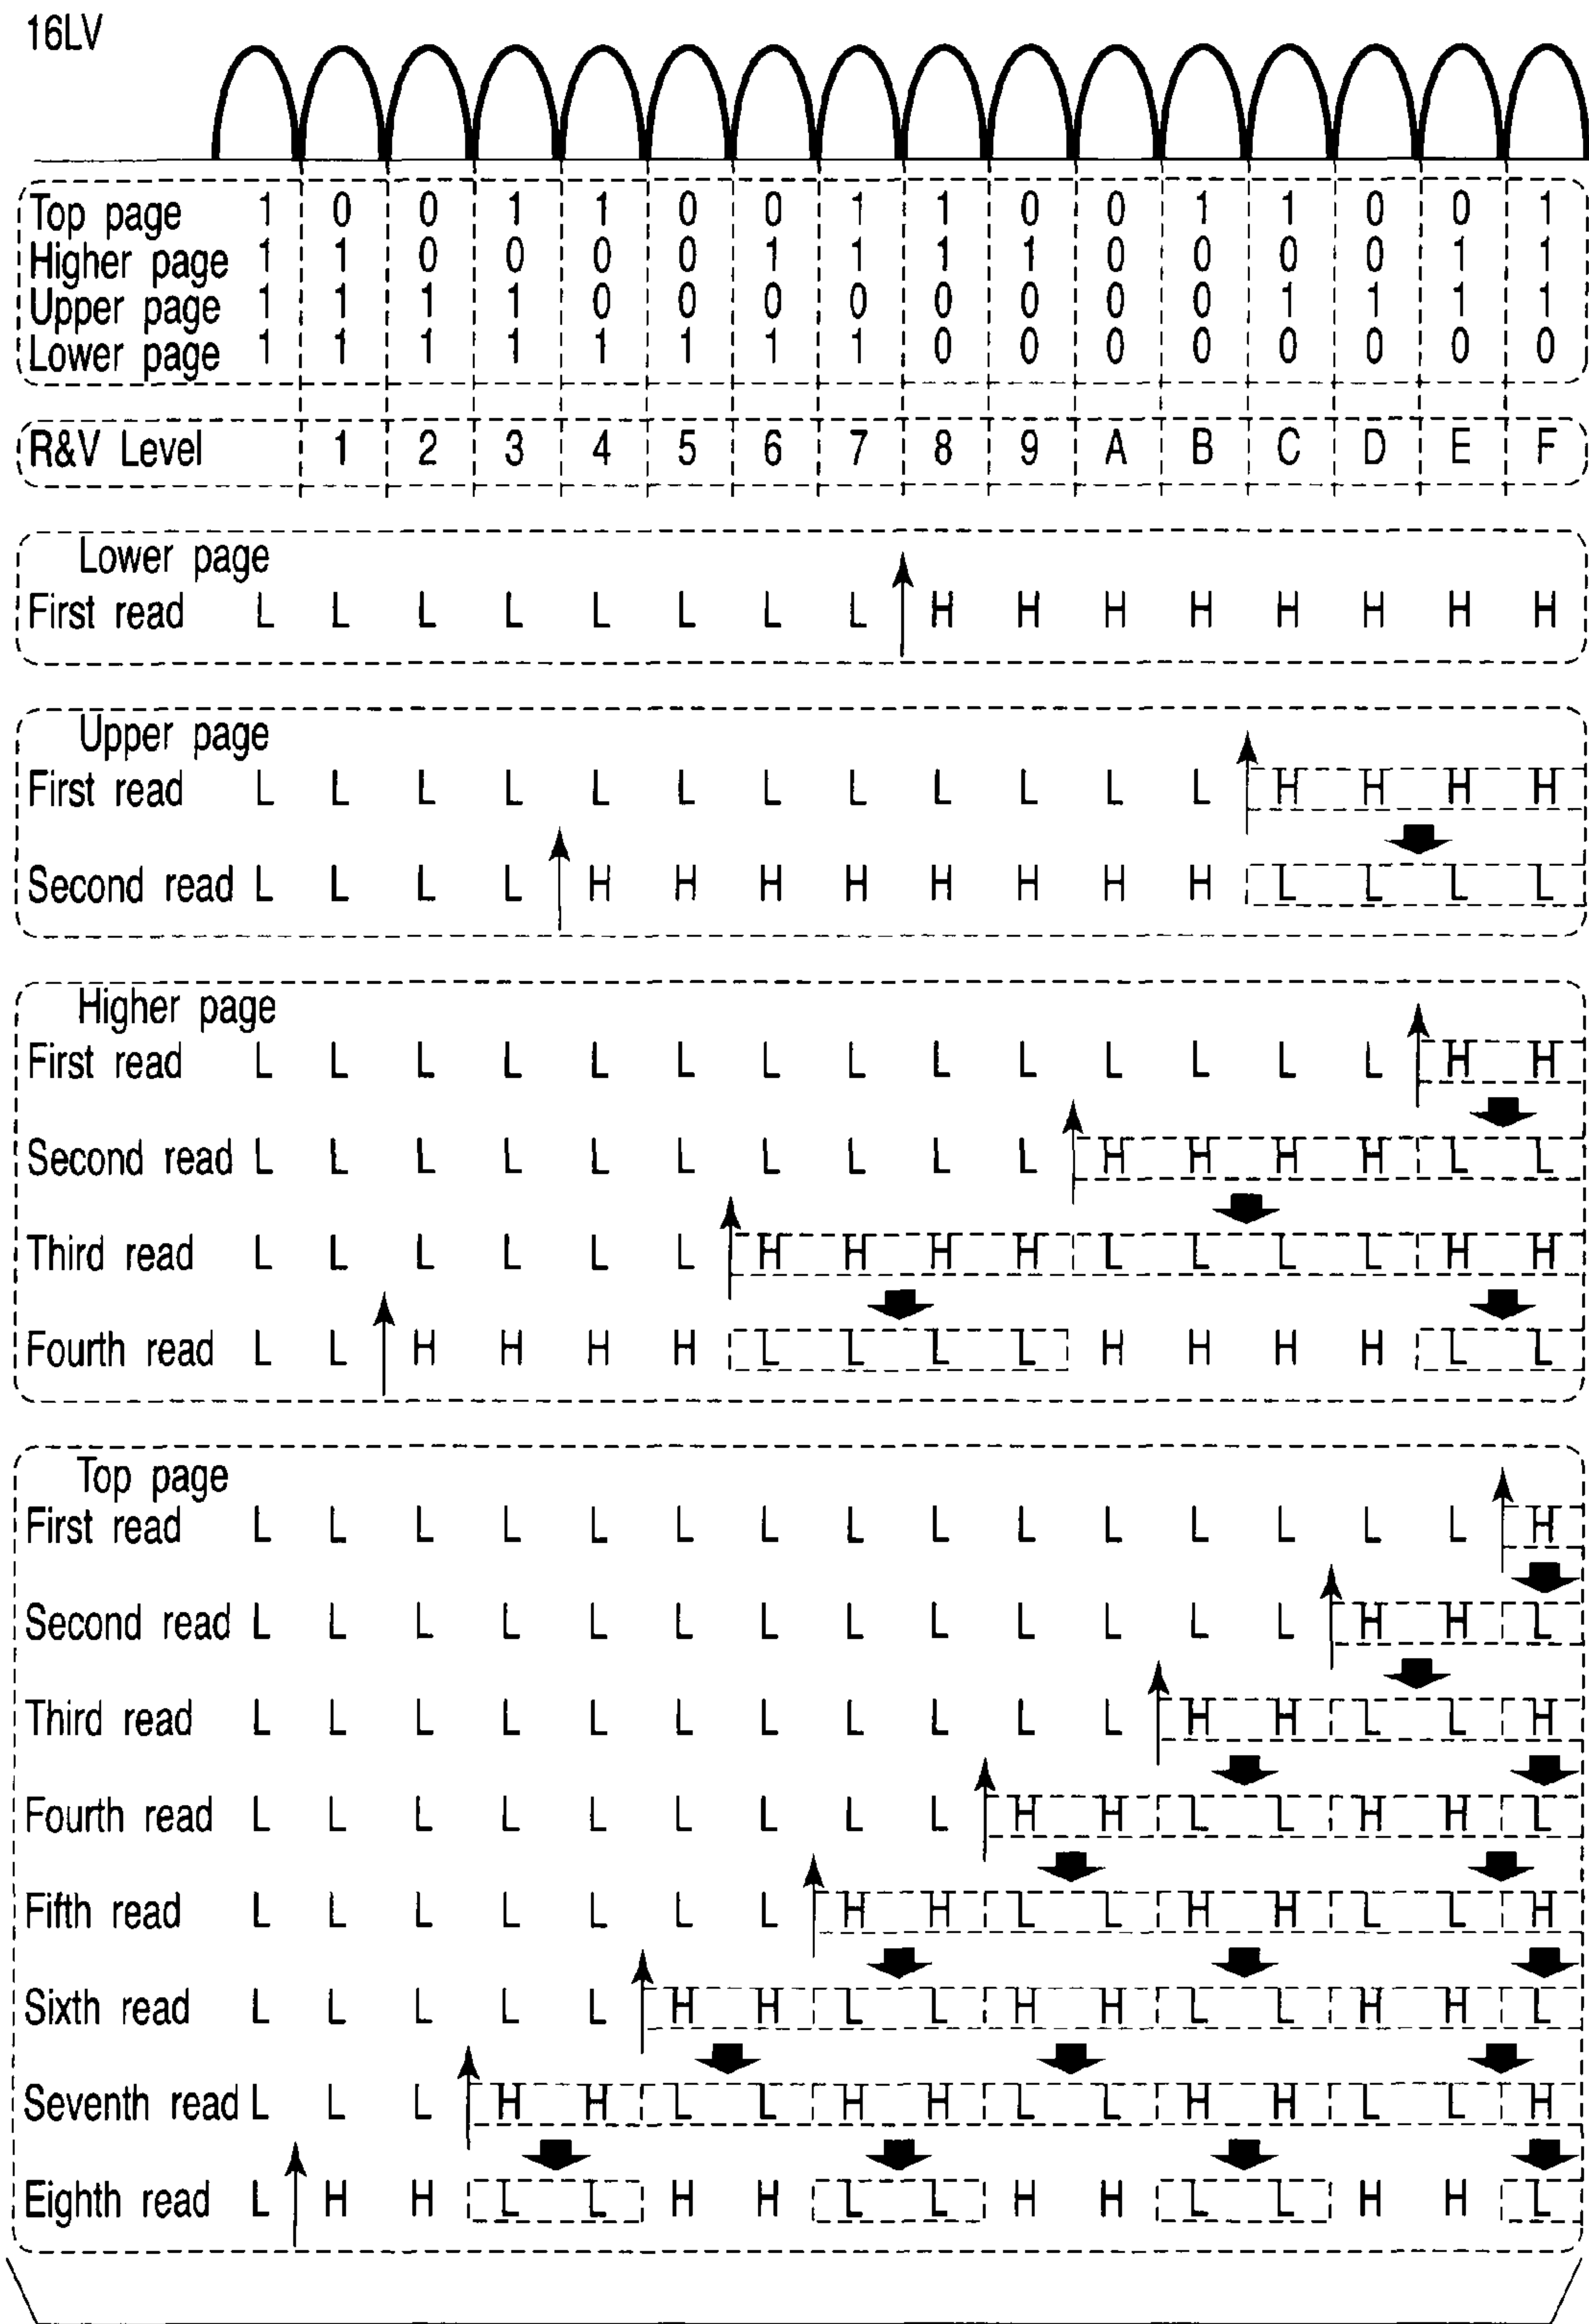 16LV
Top page 1 0 0 1 1 0 0 1 1 0 0 1 1 0 0 1
Higher page 1 1 0 0 0 0 1 1 1 1 0 0 0 0 1 1
Upper page 1 1 1 1 0 0 0 0 0 0 0 0 1 1 1 1
Lower page 1 1 1 1 1 1 1 1 0 0 0 0 0 0 0 0
R&V Level 1 2 3 4 5 6 7 8 9 A B C D E F
Lower page
First read L L L L L L L L H H H H H H H H
Upper page
First read L L L L L L L L L L L L H H H H
Second read L L L L H H H H H H H H L L L L
Higher page
First read L L L L L L L L L L L L L L H H
Second read L L L L L L L L L L H H H H L L
Third read L L L L L L H H H H L L L L H H
Fourth read L L H H H H L L L L H H H H L L
Top page
First read L L L L L L L L L L L L L L L H
Second read L L L L L L L L L L L L L H H L
Third read L L L L L L L L L L L H H L L H
Fourth read L L L L L L L L L H H L L H H L
Fifth read L L L L L L L H H L L H H L L H
Sixth read L L L L L H H L L H H L L H H L
Seventh read L L L H H L L H H L L H H L L H
Eighth read L H H L L H H L L H H L L H H L